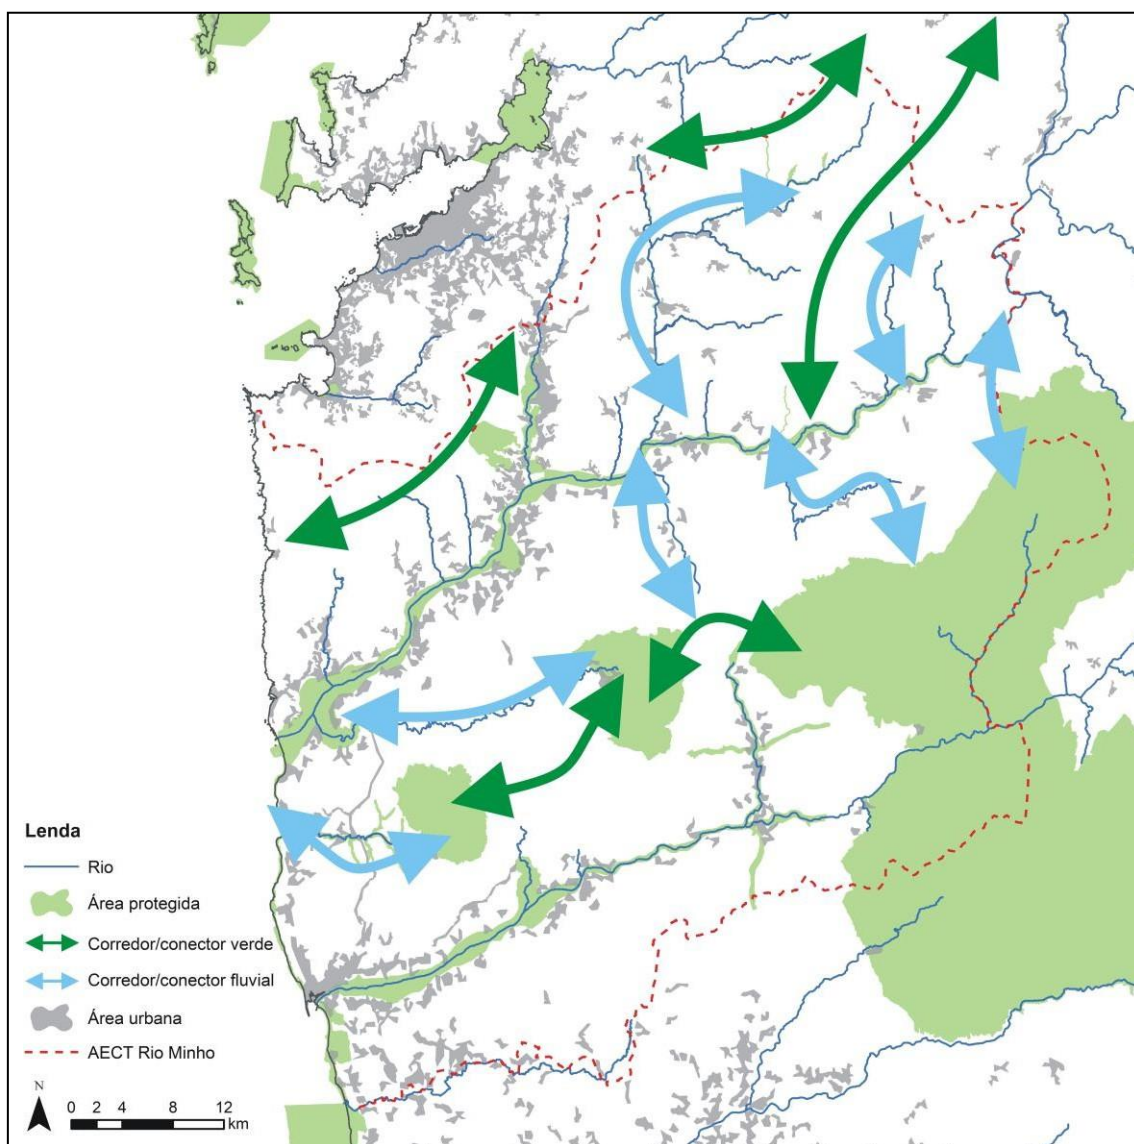 Lenda
Rio
Área protegida
Corredor/conector verde
Corredor/conector fluvial
Área urbana
AECT Rio Minho
N
0 2 4 8 12
km